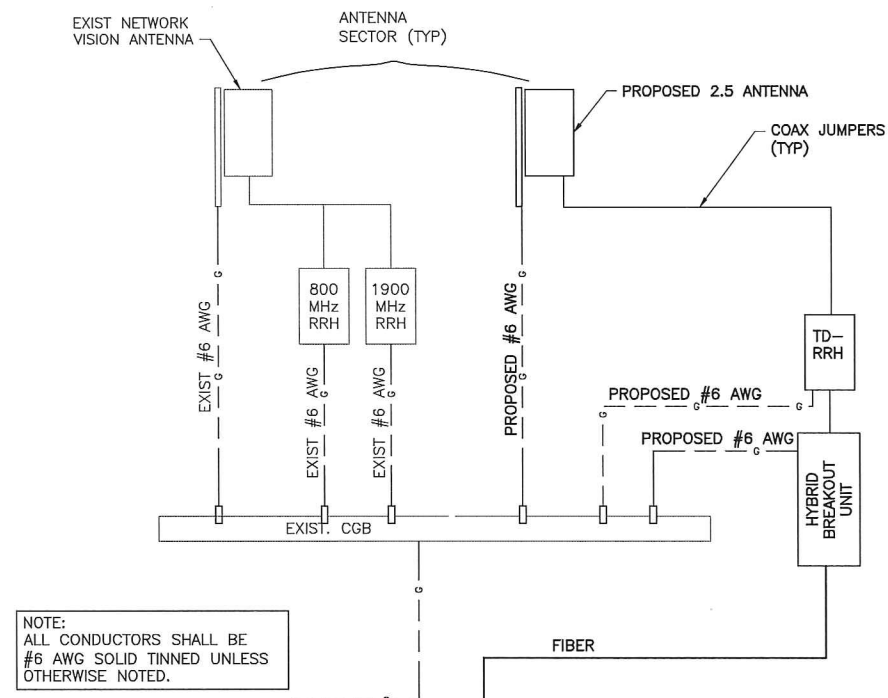 EXIST NETWORK
VISION ANTENNA
ANTENNA
SECTOR (TYP)
PROPOSED 2.5 ANTENNA
COAX JUMPERS
(TYP)
G
G
G
G
EXIST #6 AWG
800
MHz
RRH
1900
MHz
RRH
PROPOSED #6 AWG
TD-
RRH
EXIST #6 AWG
G
EXIST #6 AWG
G
PROPOSED #6 AWG
G
G
G
PROPOSED #6 AWG
G
HYBRID
BREAKOUT
UNIT
EXIST. CGB
G
NOTE:
ALL CONDUCTORS SHALL BE
#6 AWG SOLID TINNED UNLESS
OTHERWISE NOTED.
FIBER